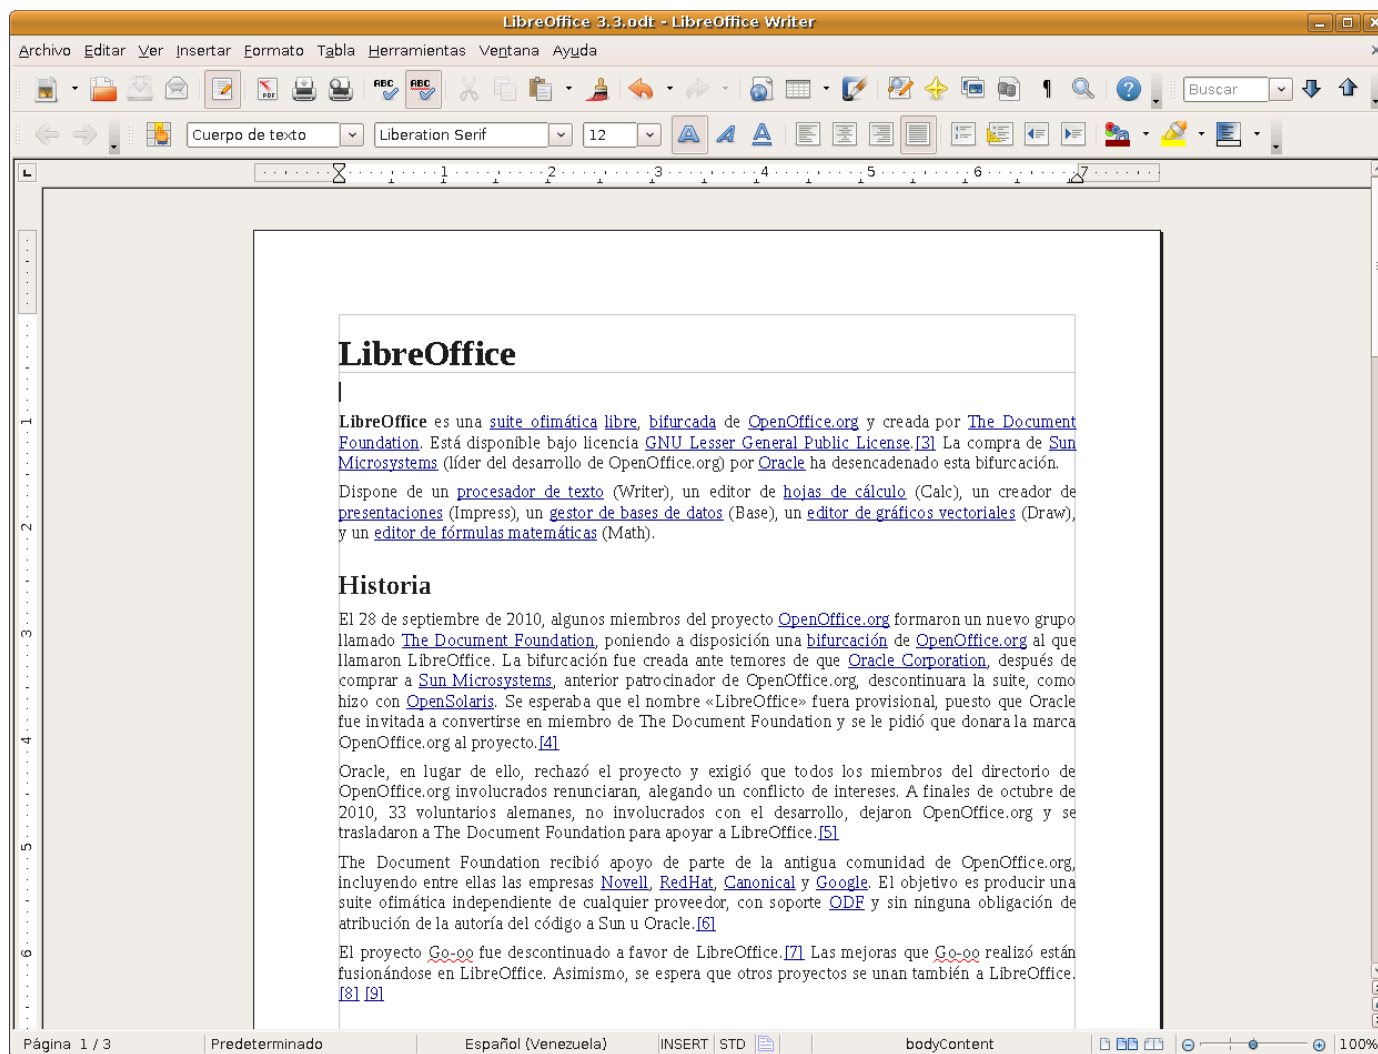 LibreOffice 3.3.odt - LibreOffice Writer
Archivo Editar Ver Insertar Formato Tabla Herramientas Ventana Ayuda
PDF ABC ABC Buscar
Cuerpo de texto Liberation Serif 12
1 2 3 4 5 6 7
LibreOffice
LibreOffice es una suite ofimática libre, bifurcada de OpenOffice.org y creada por The Document
Foundation. Está disponible bajo licencia GNU Lesser General Public License.[3] La compra de Sun
Microsystems (líder del desarrollo de OpenOffice.org) por Oracle ha desencadenado esta bifurcación.
Dispone de un procesador de texto (Writer), un editor de hojas de cálculo (Calc), un creador de
presentaciones (Impress), un gestor de bases de datos (Base), un editor de gráficos vectoriales (Draw),
y un editor de fórmulas matemáticas (Math).
Historia
El 28 de septiembre de 2010, algunos miembros del proyecto OpenOffice.org formaron un nuevo grupo
llamado The Document Foundation, poniendo a disposición una bifurcación de OpenOffice.org al que
llamaron LibreOffice. La bifurcación fue creada ante temores de que Oracle Corporation, después de
comprar a Sun Microsystems, anterior patrocinador de OpenOffice.org, descontinuara la suite, como
hizo con OpenSolaris. Se esperaba que el nombre «LibreOffice» fuera provisional, puesto que Oracle
fue invitada a convertirse en miembro de The Document Foundation y se le pidió que donara la marca
OpenOffice.org al proyecto.[4]
Oracle, en lugar de ello, rechazó el proyecto y exigió que todos los miembros del directorio de
OpenOffice.org involucrados renunciaran, alegando un conflicto de intereses. A finales de octubre de
2010, 33 voluntarios alemanes, no involucrados con el desarrollo, dejaron OpenOffice.org y se
trasladaron a The Document Foundation para apoyar a LibreOffice.[5]
The Document Foundation recibió apoyo de parte de la antigua comunidad de OpenOffice.org,
incluyendo entre ellas las empresas Novell, RedHat, Canonical y Google. El objetivo es producir una
suite ofimática independiente de cualquier proveedor, con soporte ODF y sin ninguna obligación de
atribución de la autoría del código a Sun u Oracle.[6]
El proyecto Go-oo fue descontinuado a favor de LibreOffice.[7] Las mejoras que Go-oo realizó están
fusionándose en LibreOffice. Asimismo, se espera que otros proyectos se unan también a LibreOffice.
[8] [9]
1
2
3
4
5
6
Página 1 / 3 Predeterminado Español (Venezuela) INSERT STD bodyContent 100%